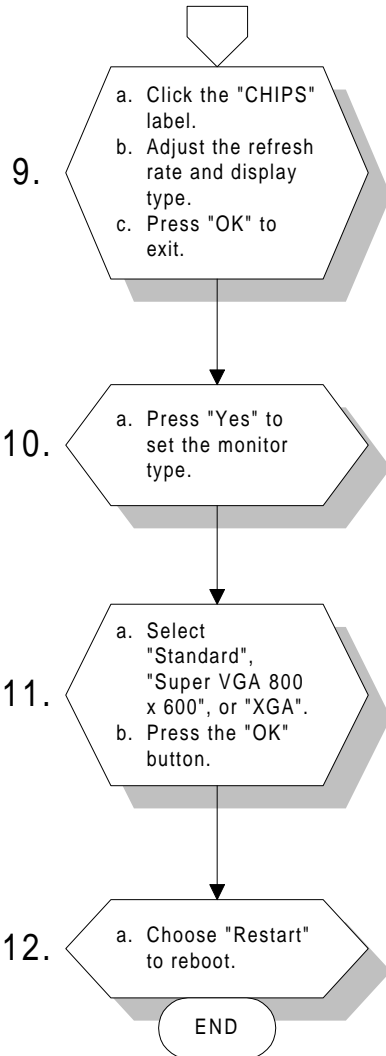 9.
a. Click the "CHIPS"
label.
b. Adjust the refresh
rate and display
type.
c. Press "OK" to
exit.
10.
a. Press "Yes" to
set the monitor
type.
11.
a. Select
"Standard",
"Super VGA 800
x 600", or "XGA".
b. Press the "OK"
button.
12.
a. Choose "Restart"
to reboot.
END